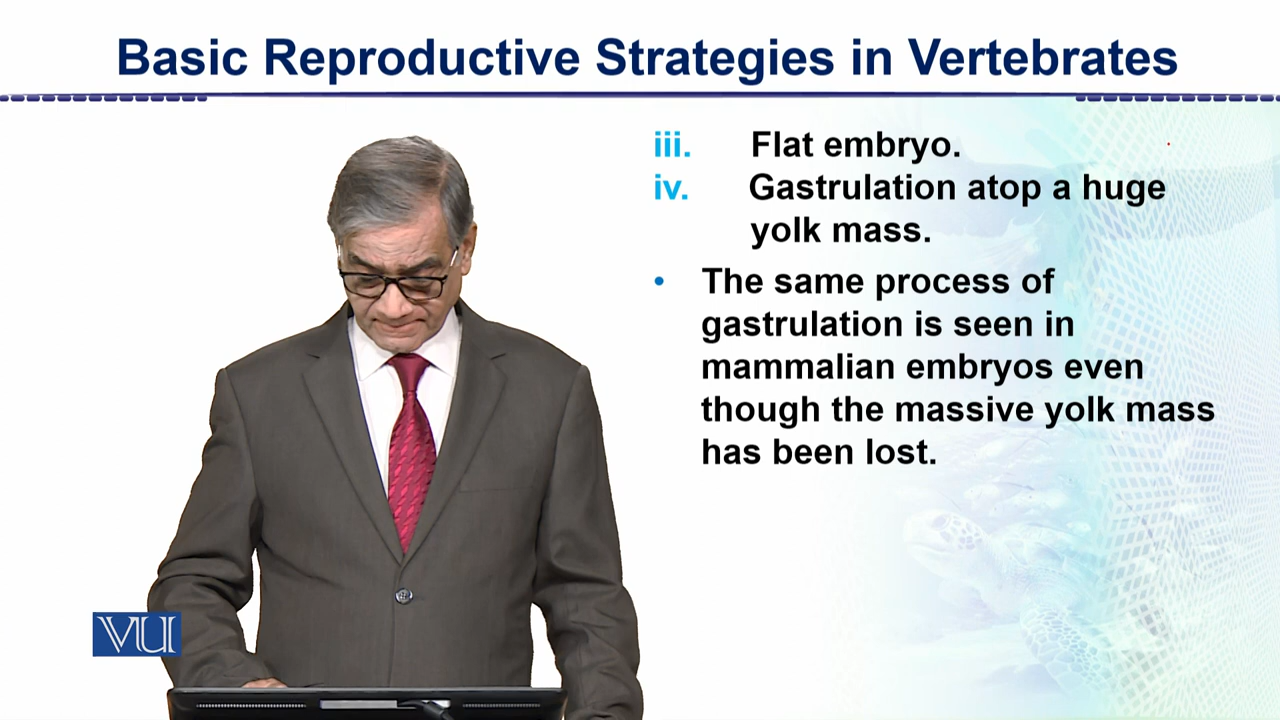 Basic Reproductive Strategies in Vertebrates
iii. Flat embryo.
iv. Gastrulation atop a huge
yolk mass.
• The same process of
gastrulation is seen in
mammalian embryos even
though the massive yolk mass
has been lost.
VU